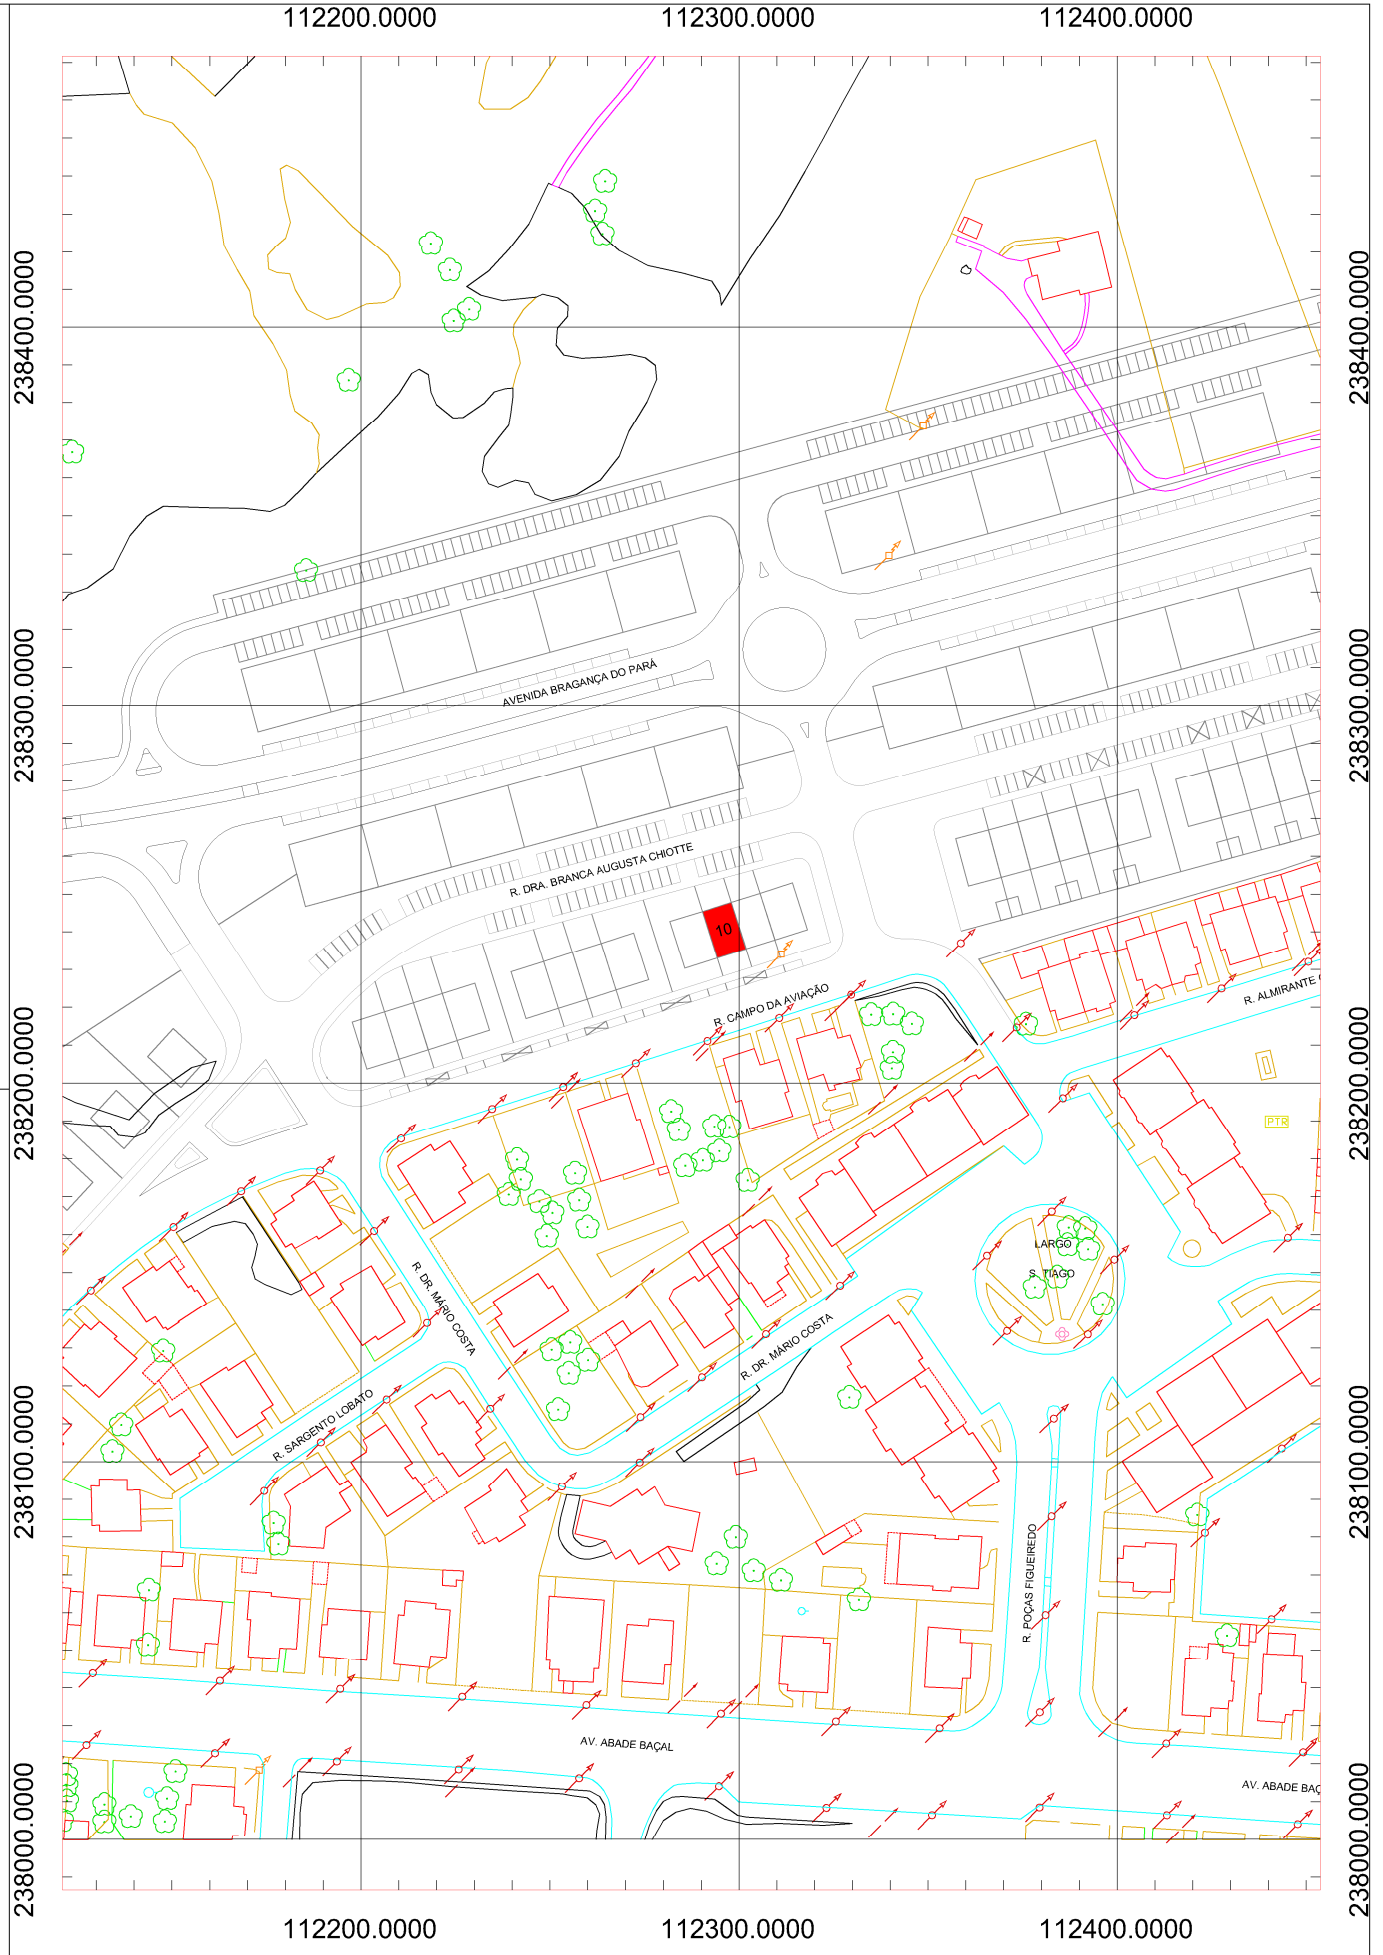 112200.0000 112300.0000 112400.0000
238400.0000 238400.0000
AVENIDA BRAGANÇA DO PARÁ
238300.0000 238300.0000
R. DRA. BRANCA AUGUSTA CHIOTTE
10
R. CAMPO DA AVIAÇÃO
R. ALMIRANTE
238200.0000 238200.0000
PTR
LARGO
S. TIAGO
R. DR. MÁRIO COSTA
R. DR. MÁRIO COSTA
R. SARGENTO LOBATO
238100.0000 238100.0000
R. POÇAS FIGUEIREDO
AV. ABADE BAÇAL
AV. ABADE BAÇ
238000.0000 238000.0000
112200.0000 112300.0000 112400.0000